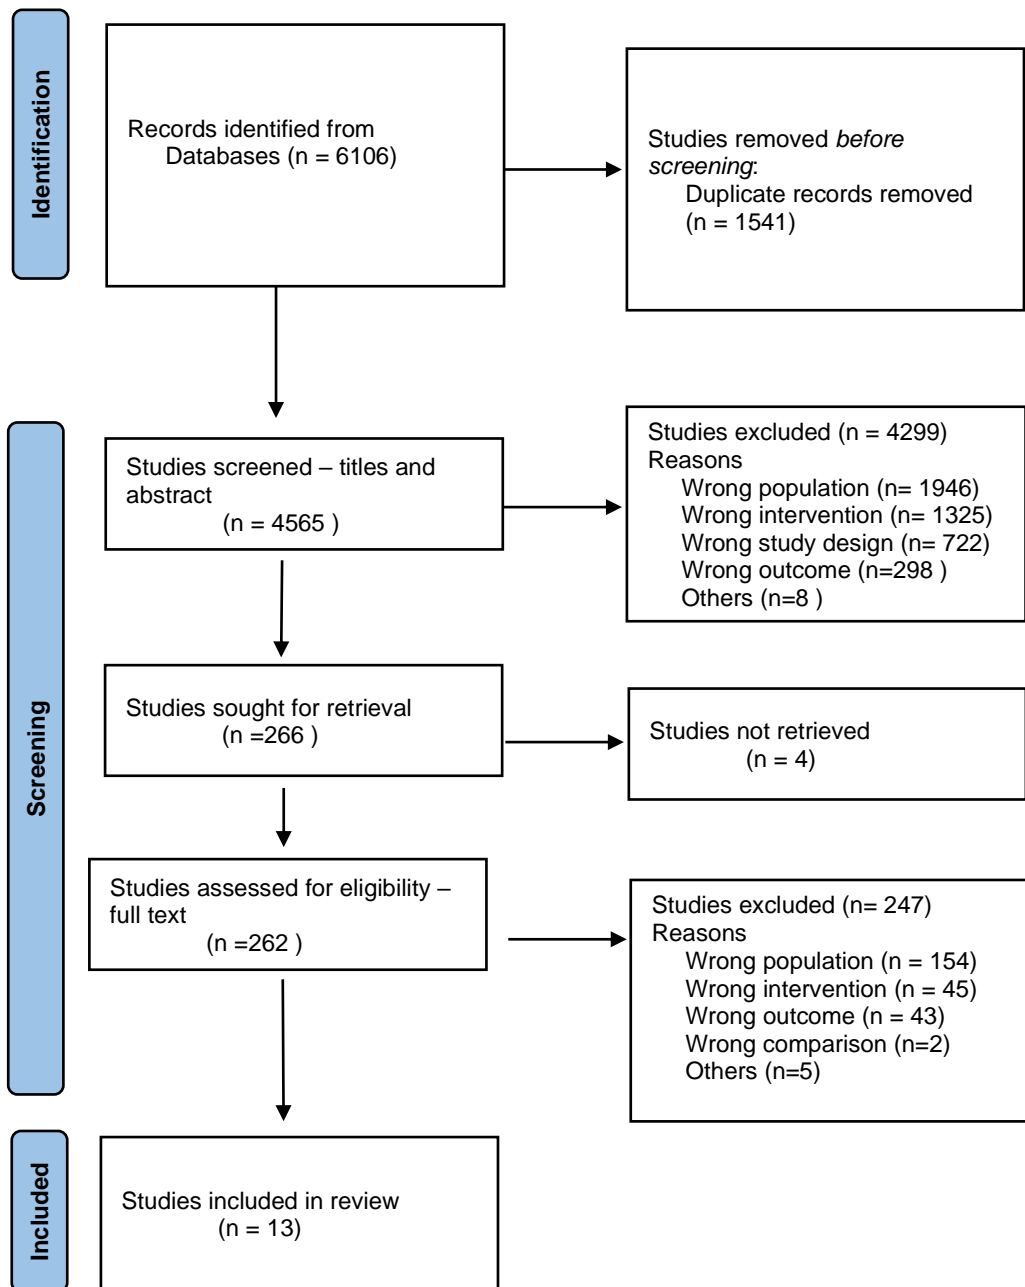 Identification
Records identified from
Databases (n = 6106)
Studies removed before
screening:
Duplicate records removed
(n = 1541)
Screening
Studies screened – titles and
abstract
(n = 4565 )
Studies excluded (n = 4299)
Reasons
Wrong population (n= 1946)
Wrong intervention (n= 1325)
Wrong study design (n= 722)
Wrong outcome (n=298 )
Others (n=8 )
Studies sought for retrieval
(n =266 )
Studies not retrieved
(n = 4)
Studies assessed for eligibility –
full text
(n =262 )
Studies excluded (n= 247)
Reasons
Wrong population (n = 154)
Wrong intervention (n = 45)
Wrong outcome (n = 43)
Wrong comparison (n=2)
Others (n=5)
Included
Studies included in review
(n = 13)